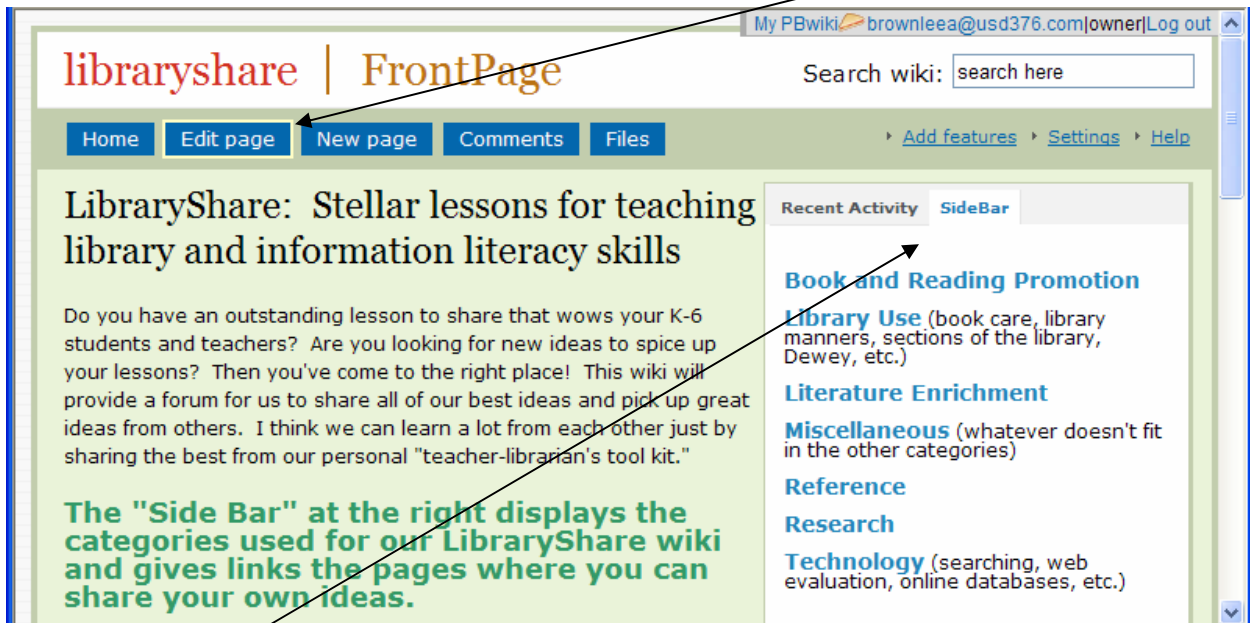 My PBwiki brownleea@usd376.com|owner|Log out
libraryshare | FrontPage
Search wiki: search here
Home Edit page New page Comments Files
Add features Settings Help
LibraryShare: Stellar lessons for teaching
library and information literacy skills
Do you have an outstanding lesson to share that wows your K-6
students and teachers? Are you looking for new ideas to spice up
your lessons? Then you've come to the right place! This wiki will
provide a forum for us to share all of our best ideas and pick up great
ideas from others. I think we can learn a lot from each other just by
sharing the best from our personal "teacher-librarian's tool kit."
The "Side Bar" at the right displays the
categories used for our LibraryShare wiki
and gives links the pages where you can
share your own ideas.
Recent Activity SideBar
Book and Reading Promotion
Library Use (book care, library
manners, sections of the library,
Dewey, etc.)
Literature Enrichment
Miscellaneous (whatever doesn't fit
in the other categories)
Reference
Research
Technology (searching, web
evaluation, online databases, etc.)